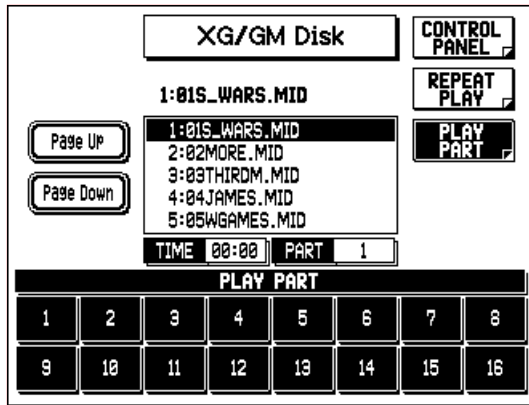 XG/GM Disk
CONTROL
PANEL
REPEAT
PLAY
PLAY
PART
1:01S_WARS.MID
Page Up
Page Down
1:01S_WARS.MID
2:02MORE.MID
3:03THIRDM.MID
4:04JAMES.MID
5:05WGAMES.MID
TIME 00:00 PART 1
PLAY PART
1 2 3 4 5 6 7 8
9 10 11 12 13 14 15 16